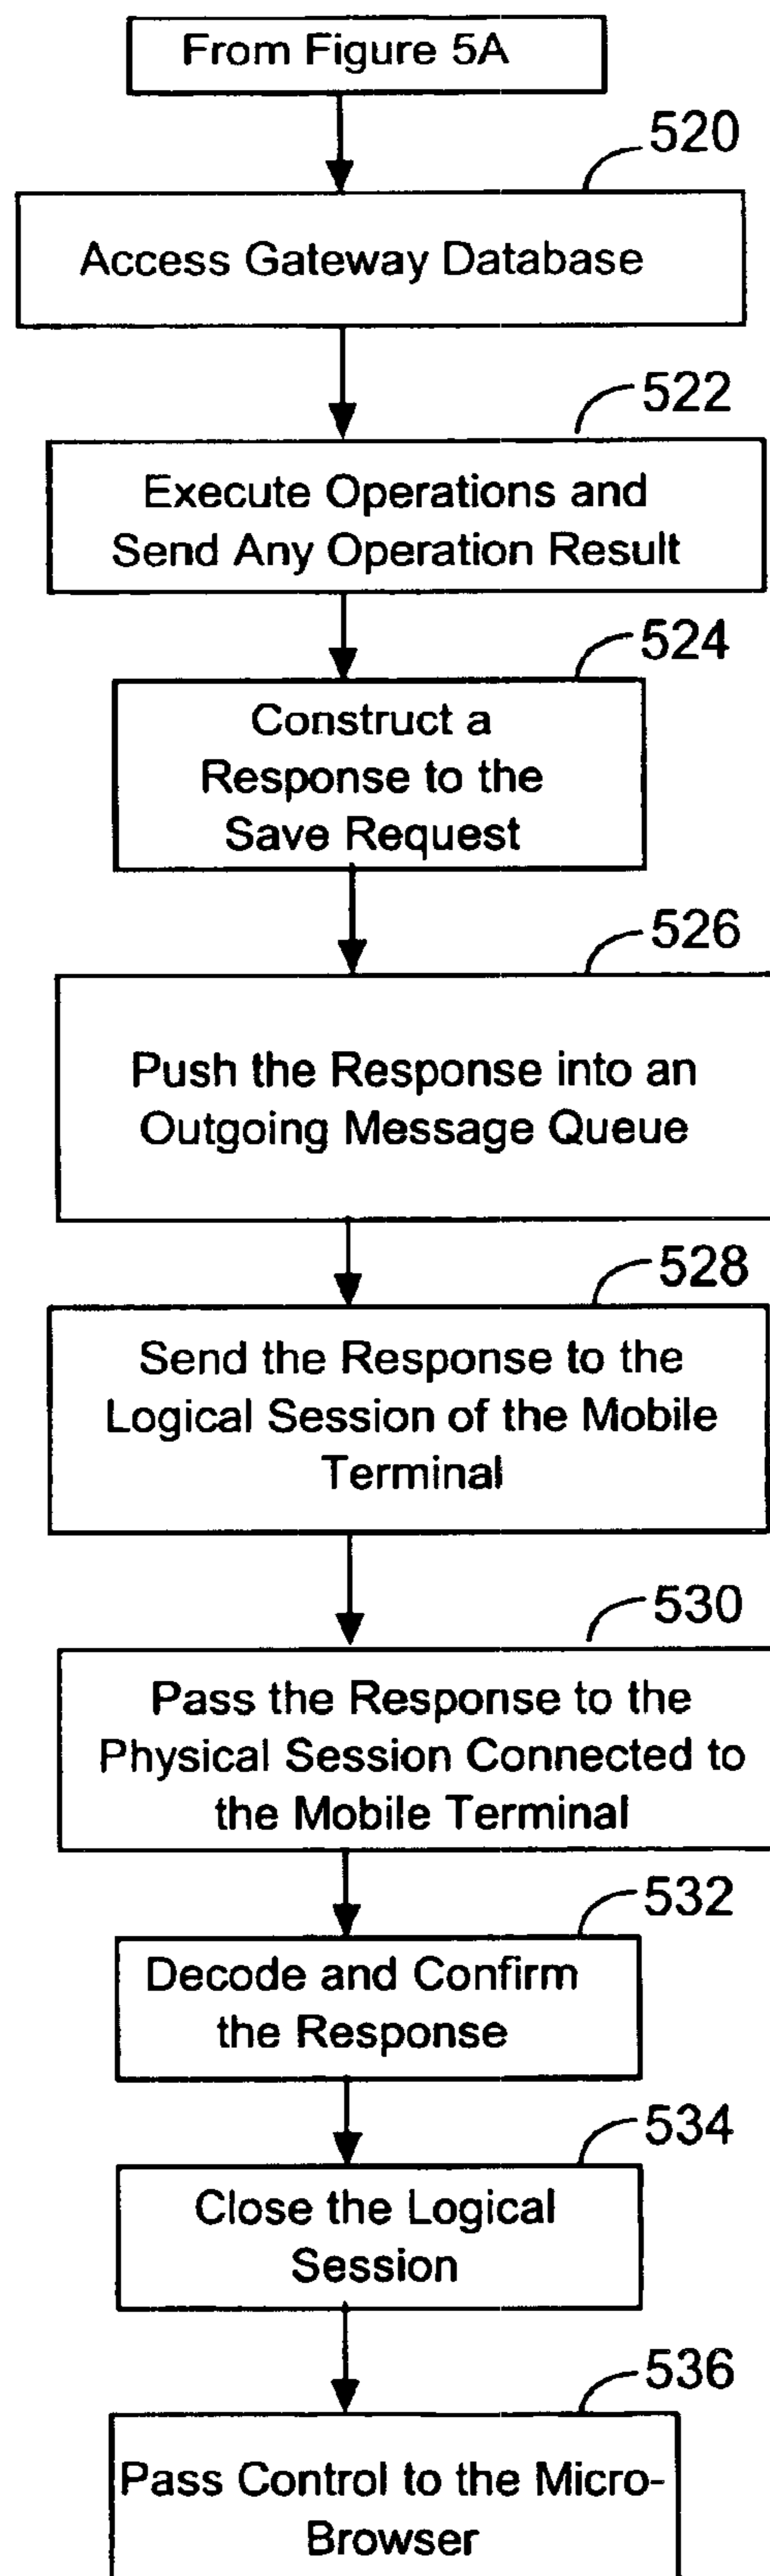 From Figure 5A
520
Access Gateway Database
522
Execute Operations and
Send Any Operation Result
524
Construct a
Response to the
Save Request
526
Push the Response into an
Outgoing Message Queue
528
Send the Response to the
Logical Session of the Mobile
Terminal
530
Pass the Response to the
Physical Session Connected to
the Mobile Terminal
532
Decode and Confirm
the Response
534
Close the Logical
Session
536
Pass Control to the Micro-
Browser